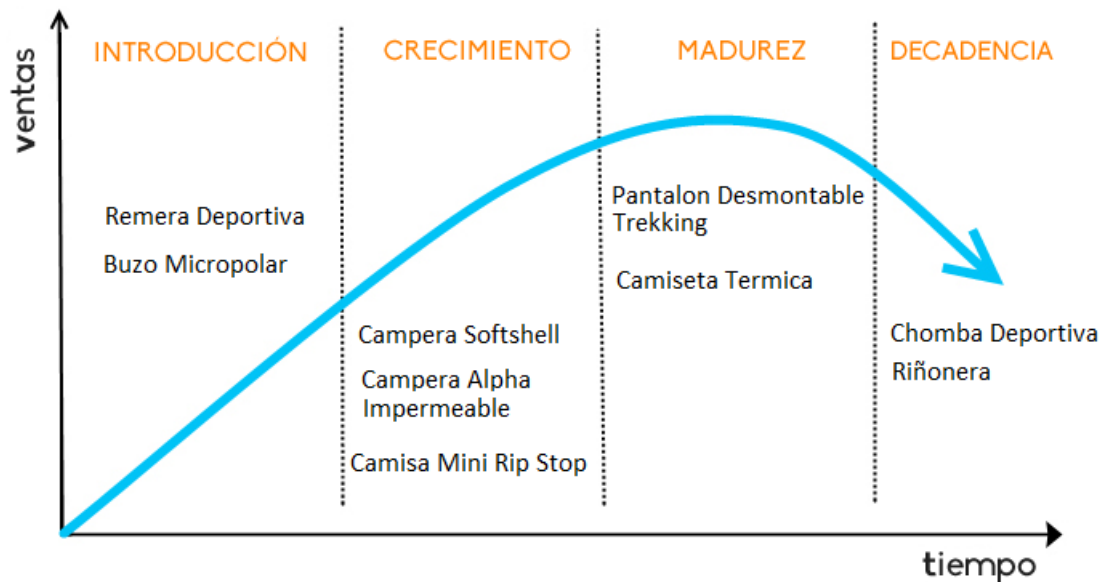 ventas
INTRODUCCIÓN
CRECIMIENTO
MADUREZ
DECADENCIA
Remera Deportiva
Buzo Micropolar
Campera Softshell
Campera Alpha
Impermeable
Camisa Mini Rip Stop
Pantalon Desmontable
Trekking
Camiseta Termica
Chomba Deportiva
Riñonera
tiempo